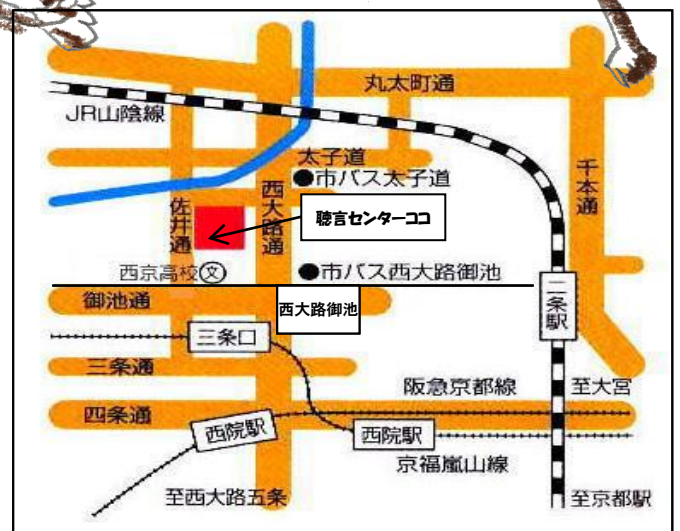 丸太町通
JR山陰線
太子道
●市バス太子道
千本通
西大路通
佐井通
聴言センターココ
西京高校文
●市バス西大路御池
御池通
西大路御池
二条駅
三条口
三条通
阪急京都線
至大宮
四条通
西院駅
西院駅
京福嵐山線
至西大路五条
至京都駅